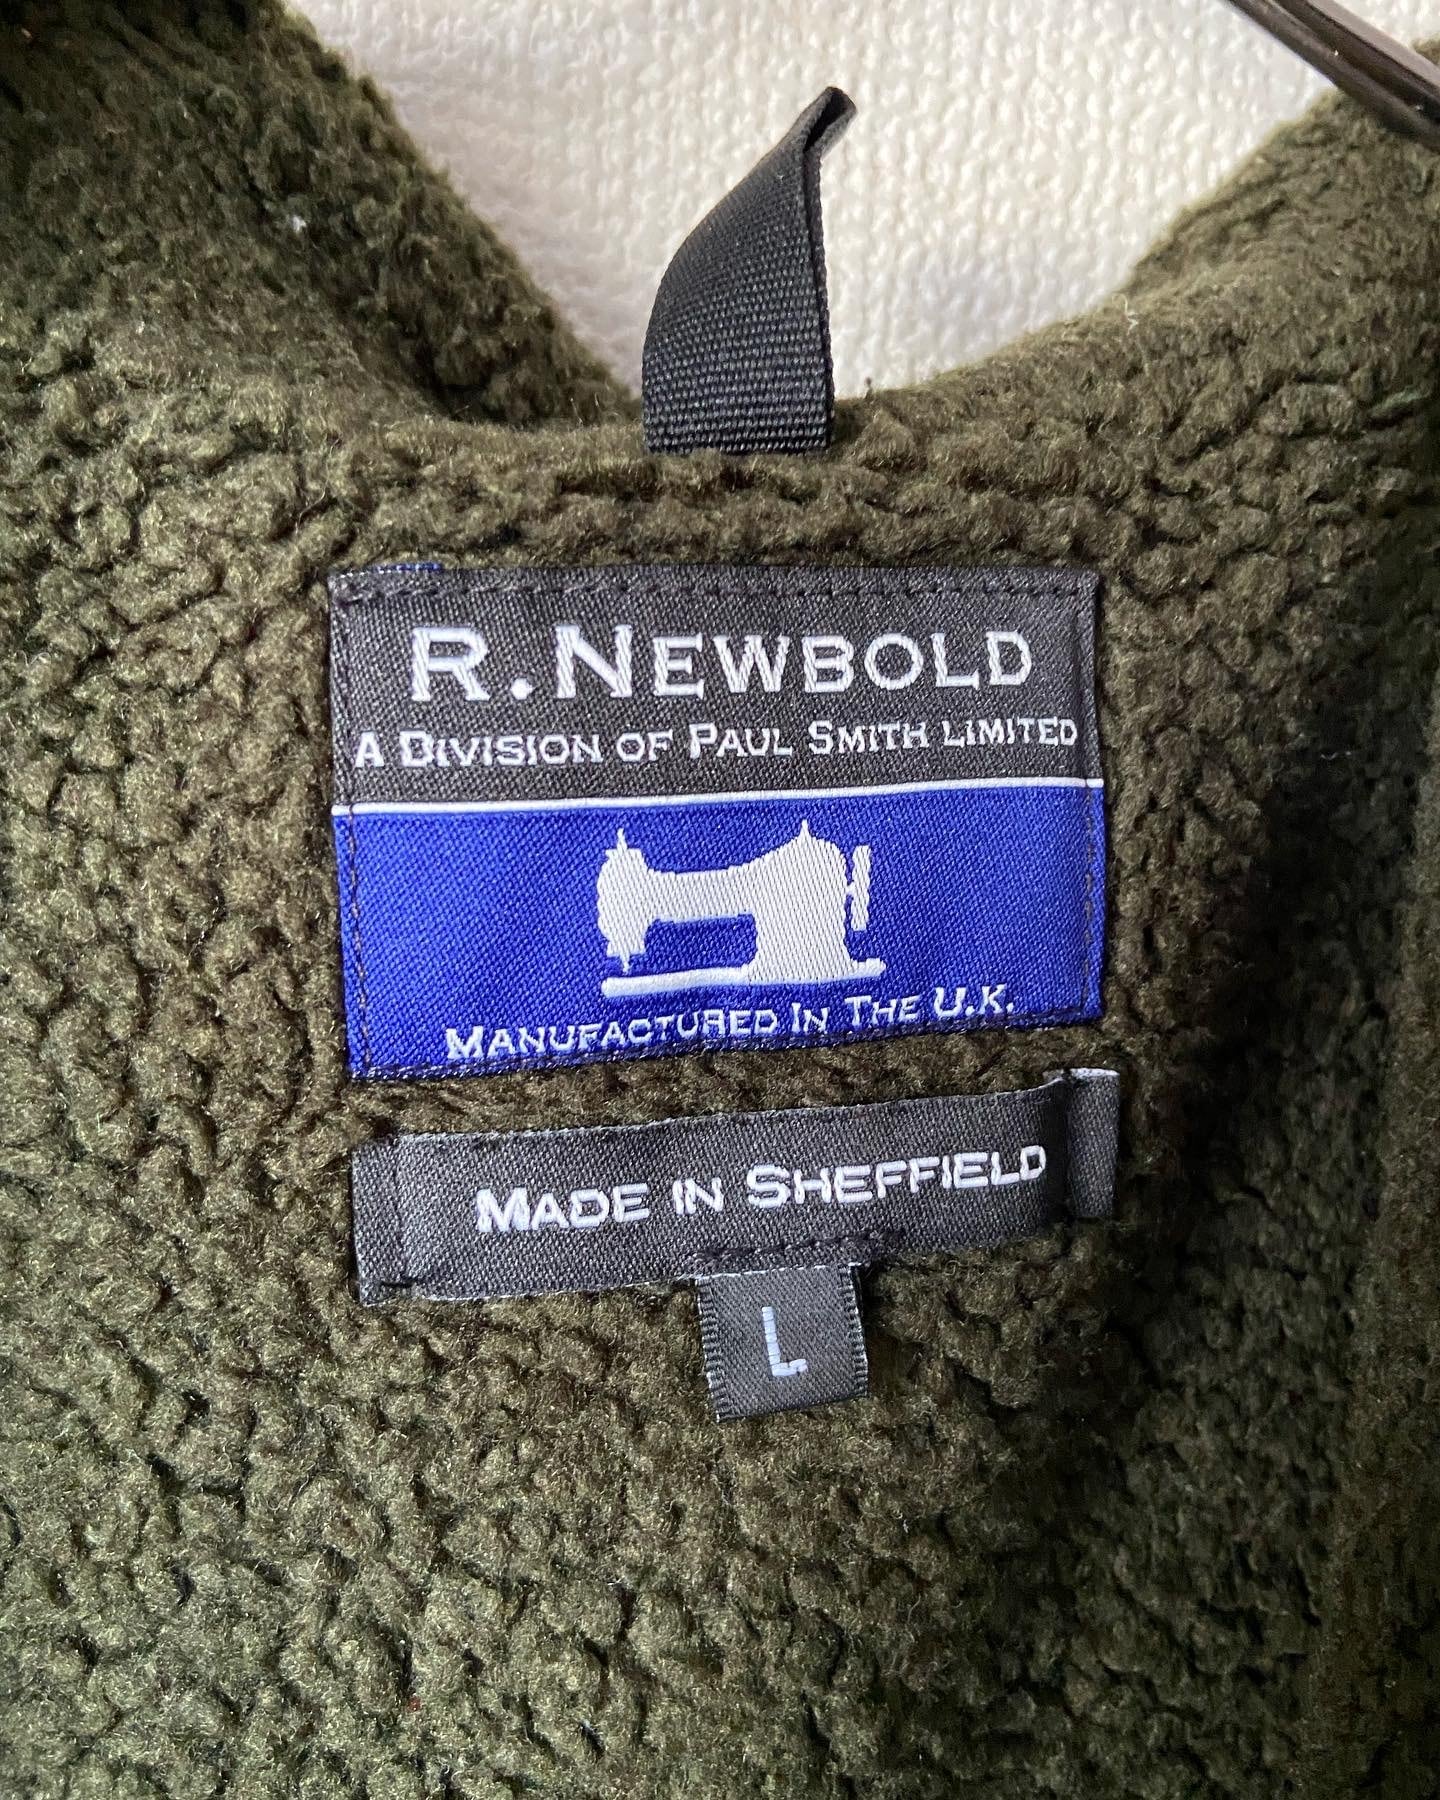 R. NEWBOLD
A DIVISION OF PAUL SMITH LIMITED
MANUFACTURED IN THE U.K.
MADE IN SHEFFIELD
L